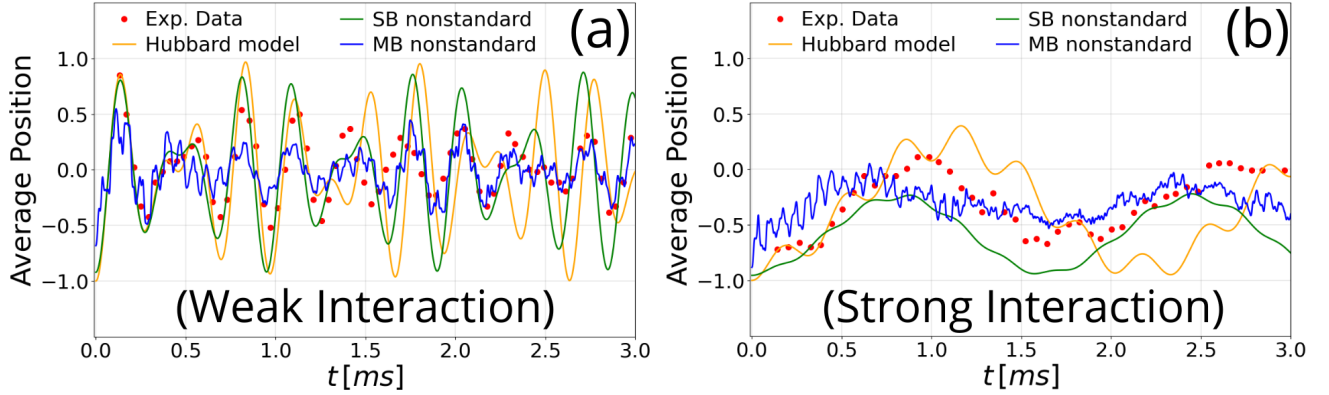 Exp. Data
Hubbard model
SB nonstandard
MB nonstandard
(a)
Average Position
1.0
0.5
0.0
−0.5
−1.0
(Weak Interaction)
0.0 0.5 1.0 1.5 2.0 2.5 3.0
t [ms]
Exp. Data
Hubbard model
SB nonstandard
MB nonstandard
(b)
Average Position
1.0
0.5
0.0
−0.5
−1.0
(Strong Interaction)
0.0 0.5 1.0 1.5 2.0 2.5 3.0
t [ms]